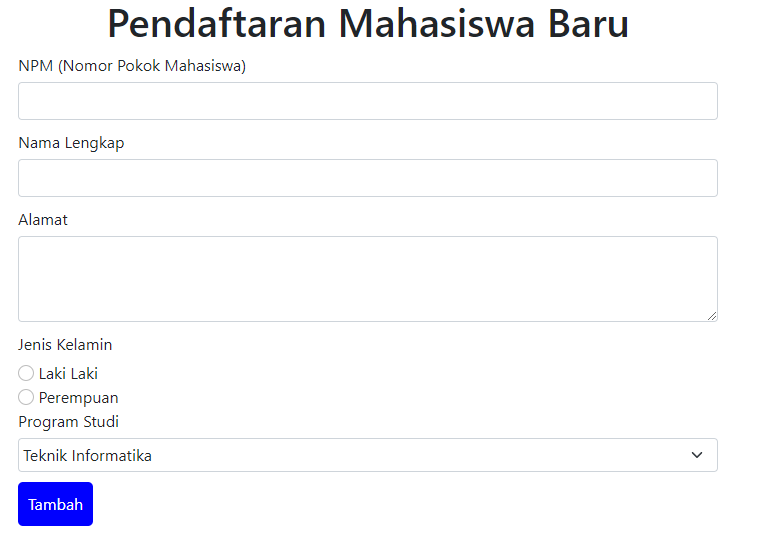 Pendaftaran Mahasiswa Baru
NPM (Nomor Pokok Mahasiswa)
Nama Lengkap
Alamat
Jenis Kelamin
Laki Laki
Perempuan
Program Studi
Teknik Informatika
Tambah